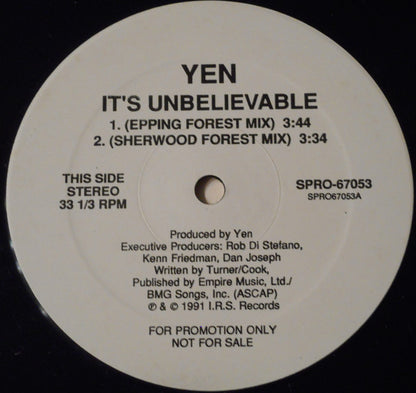 YEN
IT'S UNBELIEVABLE
1. (EPPING FOREST MIX) 3:44
2. (SHERWOOD FOREST MIX) 3:34
THIS SIDE
STEREO
33 1/3 RPM
SPRO-67053
SPRO67053A
Produced by Yen
Executive Producers: Rob Di Stefano,
Kenn Friedman, Dan Joseph
Written by Turner/Cook,
Published by Empire Music, Ltd./
BMG Songs, Inc. (ASCAP)
℗ & © 1991 I.R.S. Records
FOR PROMOTION ONLY
NOT FOR SALE